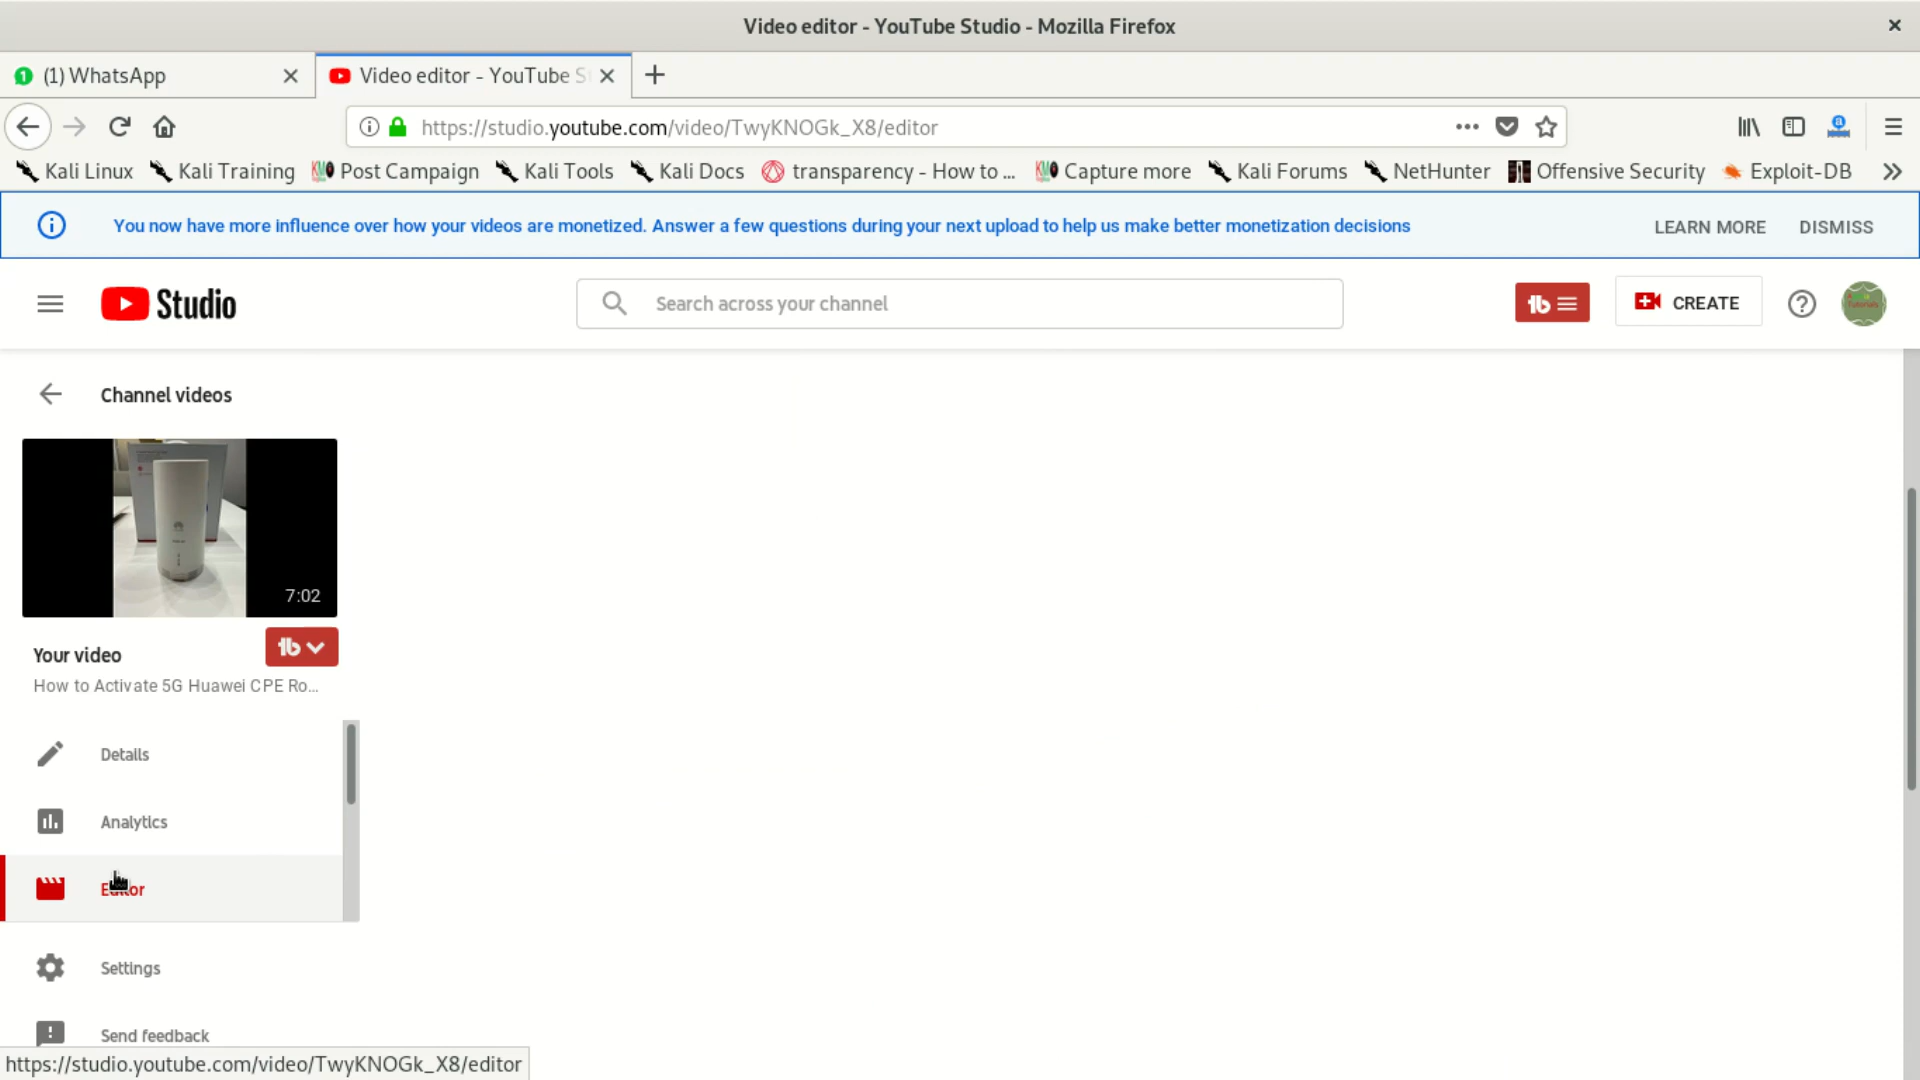 Video editor - YouTube Studio - Mozilla Firefox
(1) WhatsApp
Video editor - YouTube S
https://studio.youtube.com/video/TwyKNOGk_X8/editor
Kali Linux Kali Training Post Campaign Kali Tools Kali Docs transparency - How to ... Capture more Kali Forums NetHunter Offensive Security Exploit-DB
You now have more influence over how your videos are monetized. Answer a few questions during your next upload to help us make better monetization decisions LEARN MORE DISMISS
Studio Search across your channel tb CREATE
Channel videos
7:02
Your video tb
How to Activate 5G Huawei CPE Ro...
Details
Analytics
Editor
Settings
Send feedback
https://studio.youtube.com/video/TwyKNOGk_X8/editor